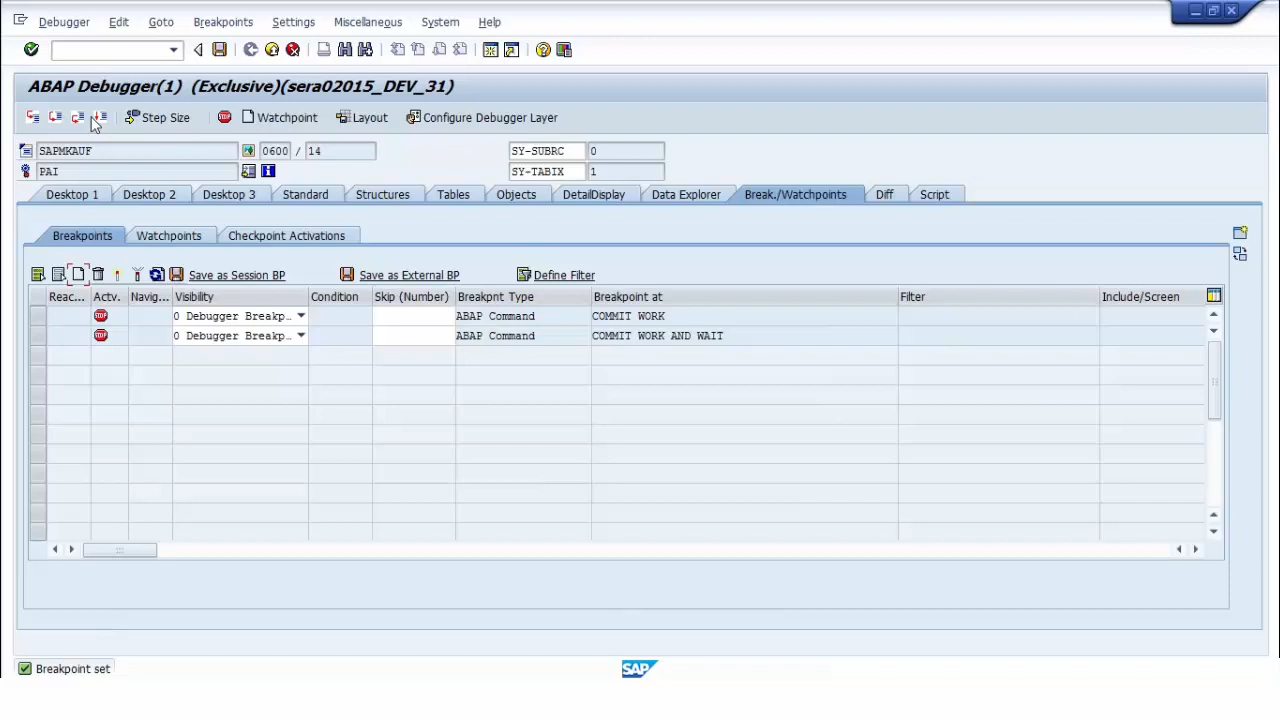 Debugger Edit Goto Breakpoints Settings Miscellaneous System Help
ABAP Debugger(1) (Exclusive)(sera02015_DEV_31)
Step Size Watchpoint Layout Configure Debugger Layer
SAPMKAUF 0600 / 14 SY-SUBRC 0
PAI SY-TABIX 1
Desktop 1 Desktop 2 Desktop 3 Standard Structures Tables Objects DetailDisplay Data Explorer Break./Watchpoints Diff Script
Breakpoints Watchpoints Checkpoint Activations
Save as Session BP Save as External BP Define Filter
Reac... Actv. Navig... Visibility Condition Skip (Number) Breakpnt Type Breakpoint at Filter Include/Screen
0 Debugger Breakp… ABAP Command COMMIT WORK
0 Debugger Breakp… ABAP Command COMMIT WORK AND WAIT
Breakpoint set SAP